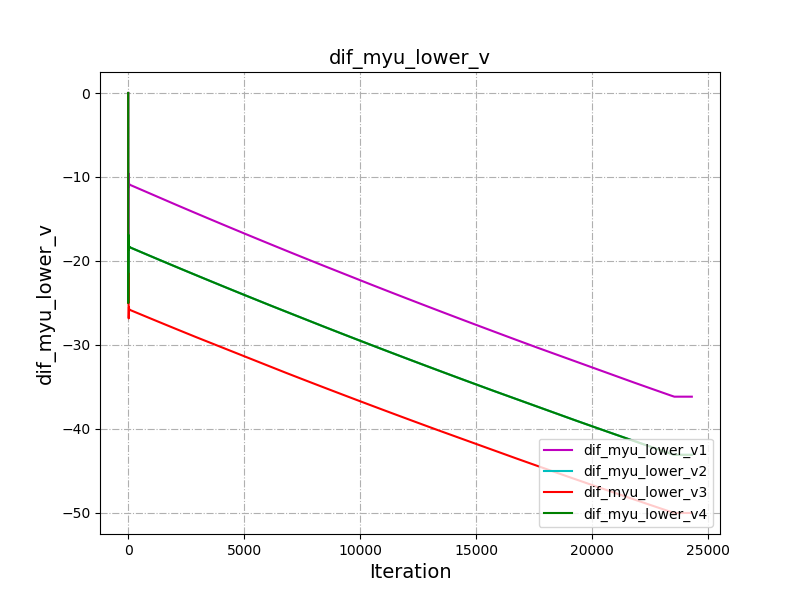 dif_myu_lower_v
dif_myu_lower_v
0
−10
−20
−30
−40
−50
dif_myu_lower_v1
dif_myu_lower_v2
dif_myu_lower_v3
dif_myu_lower_v4
0 5000 10000 15000 20000 25000
Iteration